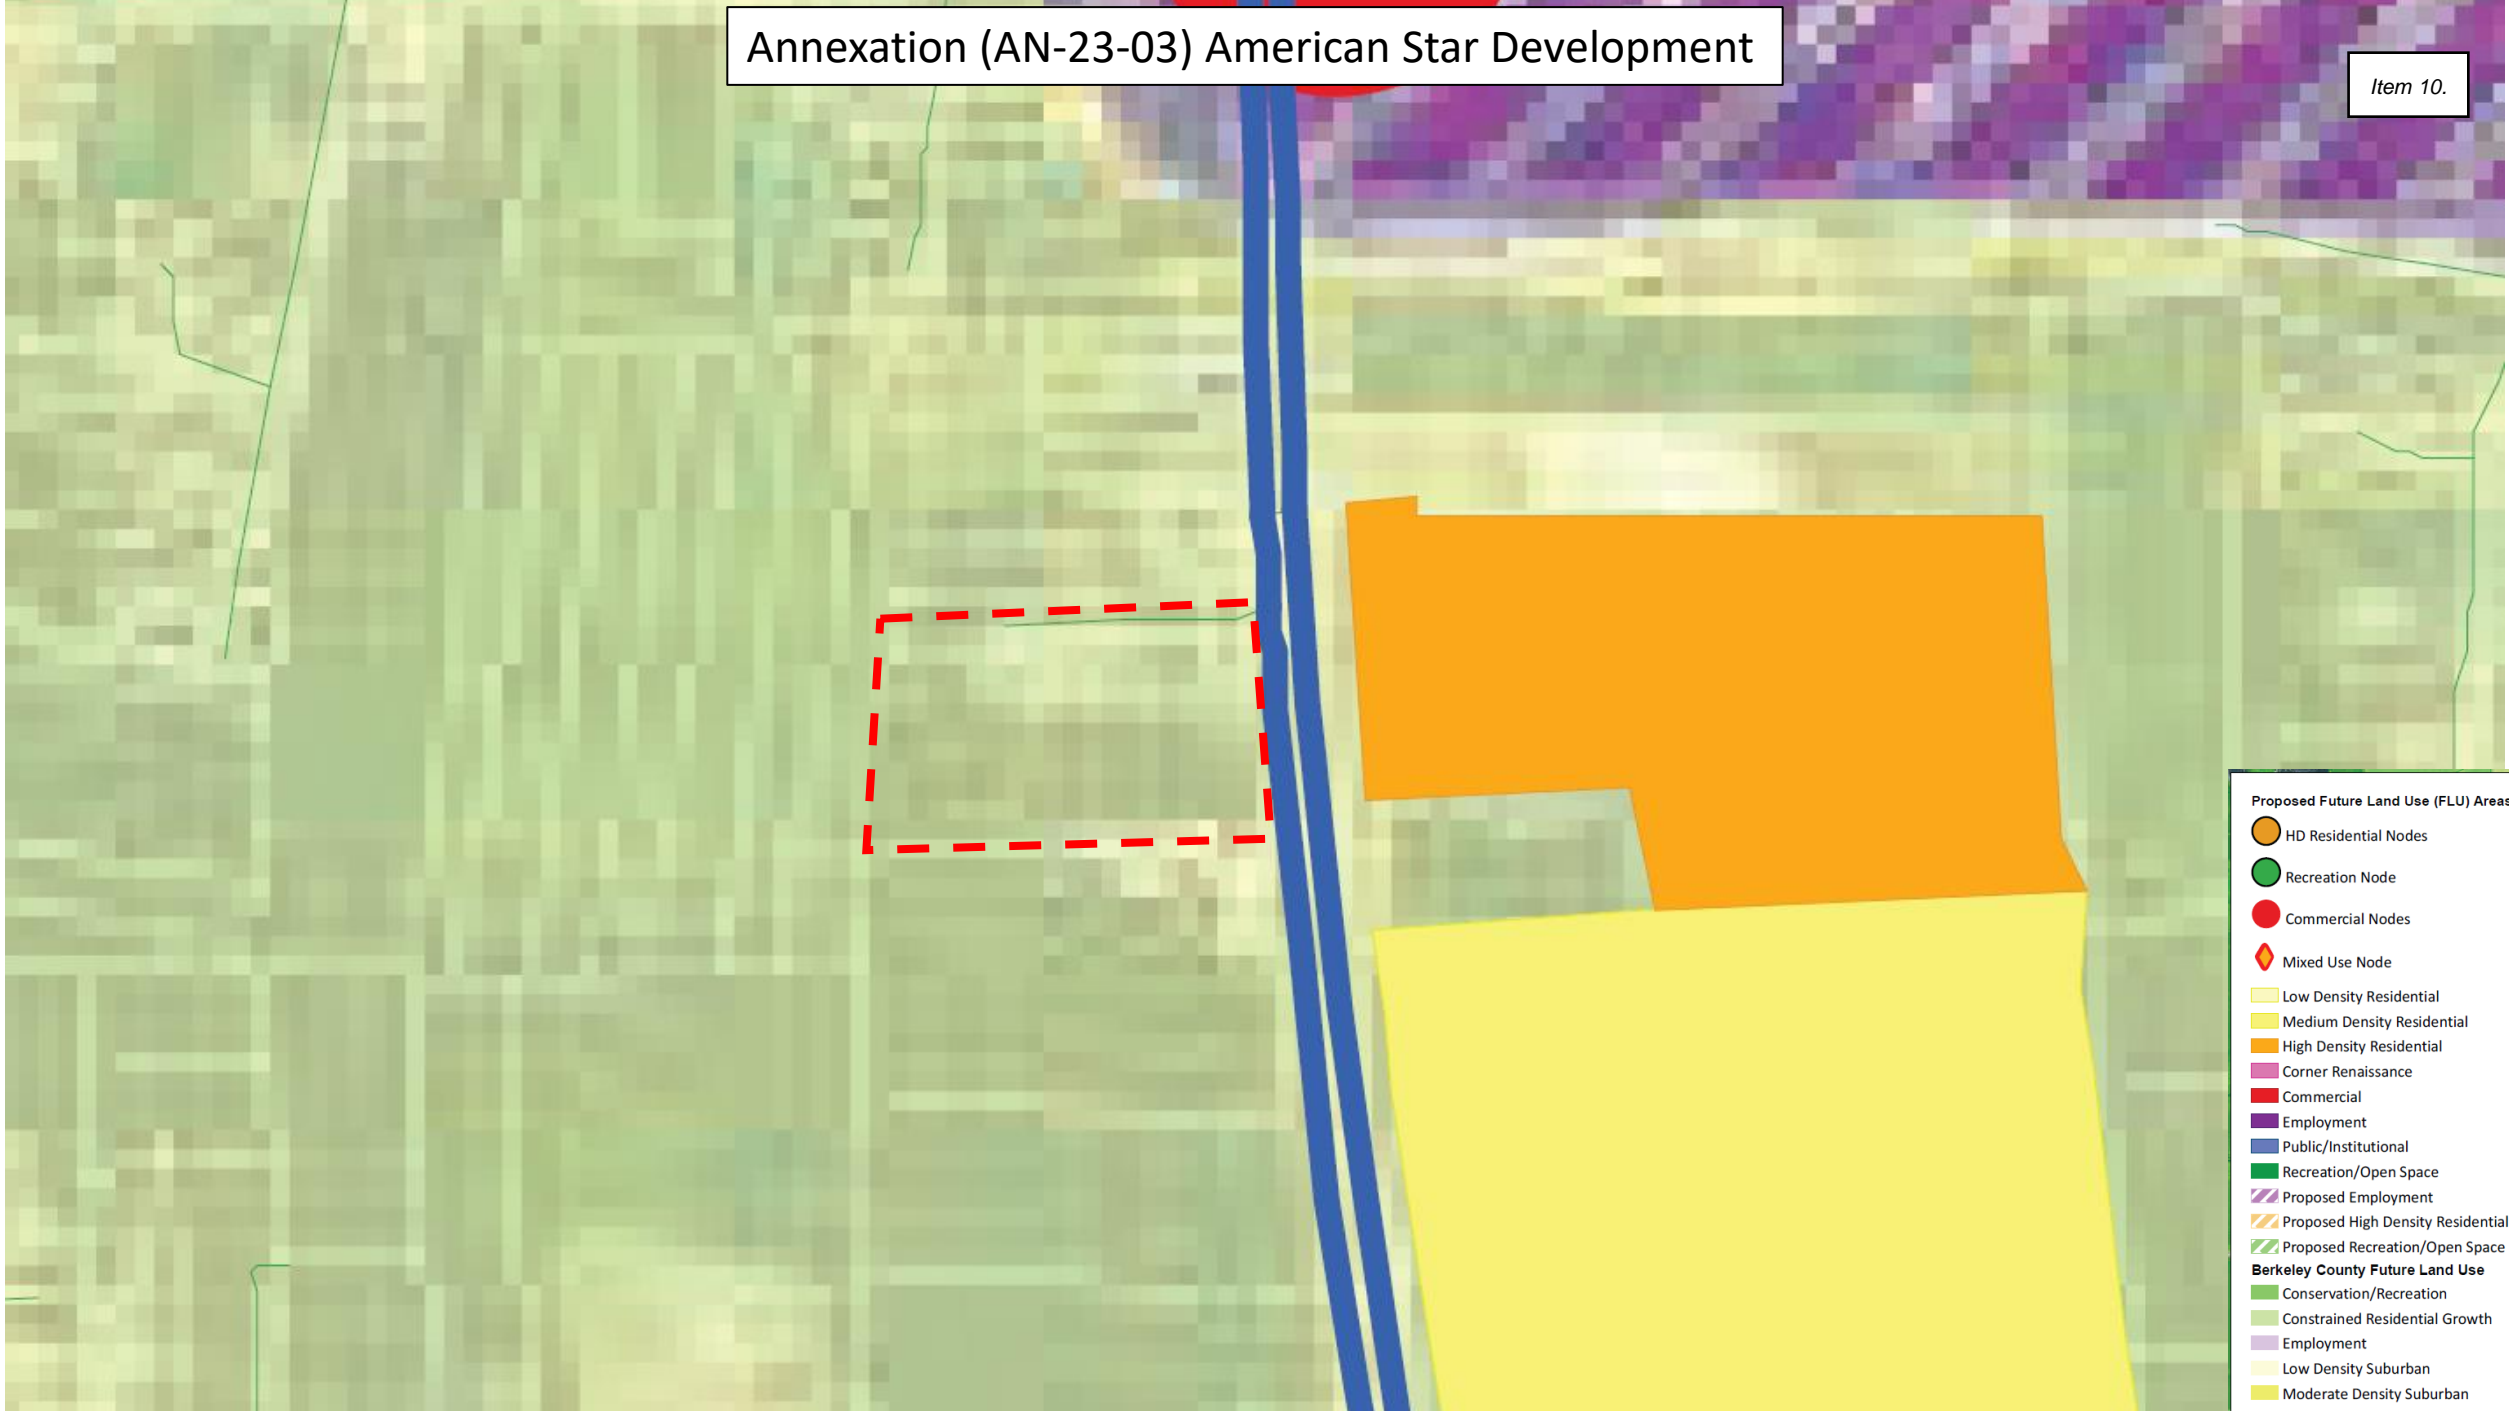 Annexation (AN-23-03) American Star Development
Item 10.
Proposed Future Land Use (FLU) Areas
HD Residential Nodes
Recreation Node
Commercial Nodes
Mixed Use Node
Low Density Residential
Medium Density Residential
High Density Residential
Corner Renaissance
Commercial
Employment
Public/Institutional
Recreation/Open Space
Proposed Employment
Proposed High Density Residential
Proposed Recreation/Open Space
Berkeley County Future Land Use
Conservation/Recreation
Constrained Residential Growth
Employment
Low Density Suburban
Moderate Density Suburban